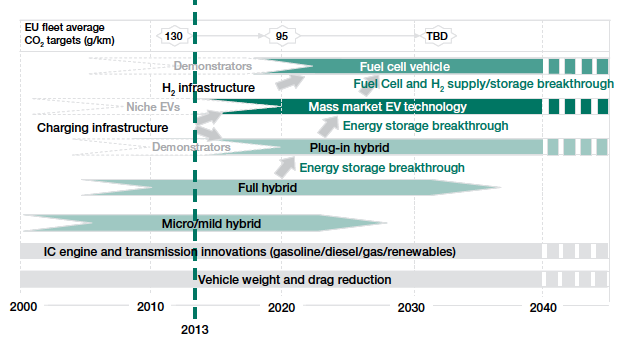 EU fleet average
CO₂ targets (g/km)
130
95
TBD
Demonstrators
Fuel cell vehicle
H₂ infrastructure
Fuel Cell and H₂ supply/storage breakthrough
Niche EVs
Mass market EV technology
Charging infrastructure
Energy storage breakthrough
Demonstrators
Plug-in hybrid
Energy storage breakthrough
Full hybrid
Micro/mild hybrid
IC engine and transmission innovations (gasoline/diesel/gas/renewables)
Vehicle weight and drag reduction
2000
2010
2020
2030
2040
2013